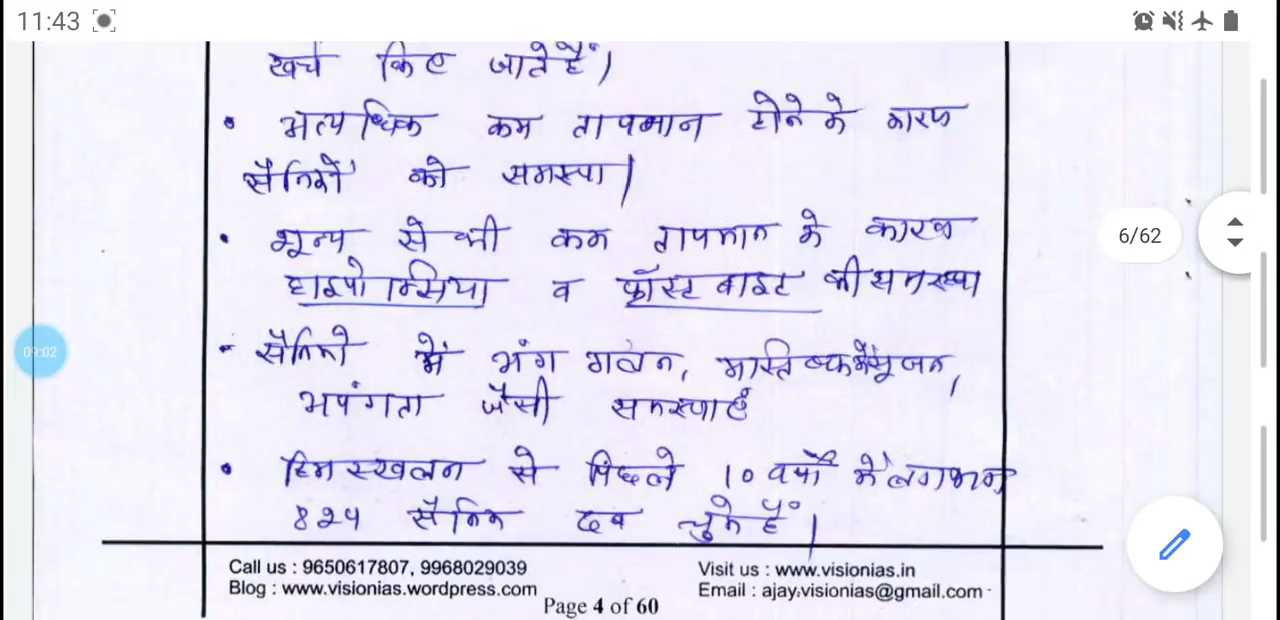 11:43
खर्च किए जाते हैं।
• अत्यधिक कम तापमान होने के कारण
सैनिकों को समस्या।
• शून्य से भी कम तापमान के कारण
हाइपोक्सिया व फ्रॉस्ट बाइट की समस्या
6/62
- सैनिकों में अंग गलन, मास्तिष्क में सूजन,
अपंगता जैसी समस्याएं
09:02
• हिमस्खलन से पिछले 10 वर्षों में लगभग
824 सैनिक दब चुके हैं।
Call us : 9650617807, 9968029039
Visit us : www.visionias.in
Blog : www.visionias.wordpress.com
Email : ajay.visionias@gmail.com
Page 4 of 60